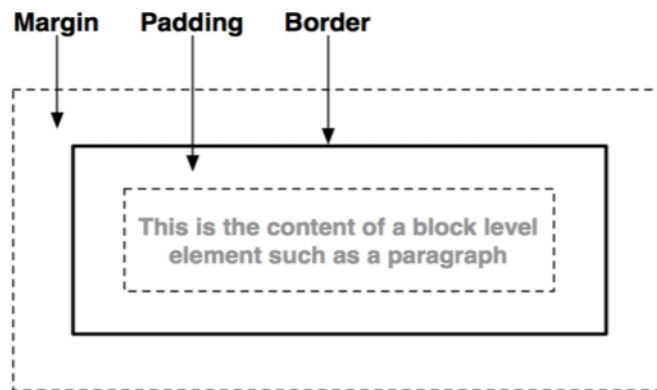 Margin Padding Border
This is the content of a block level
element such as a paragraph